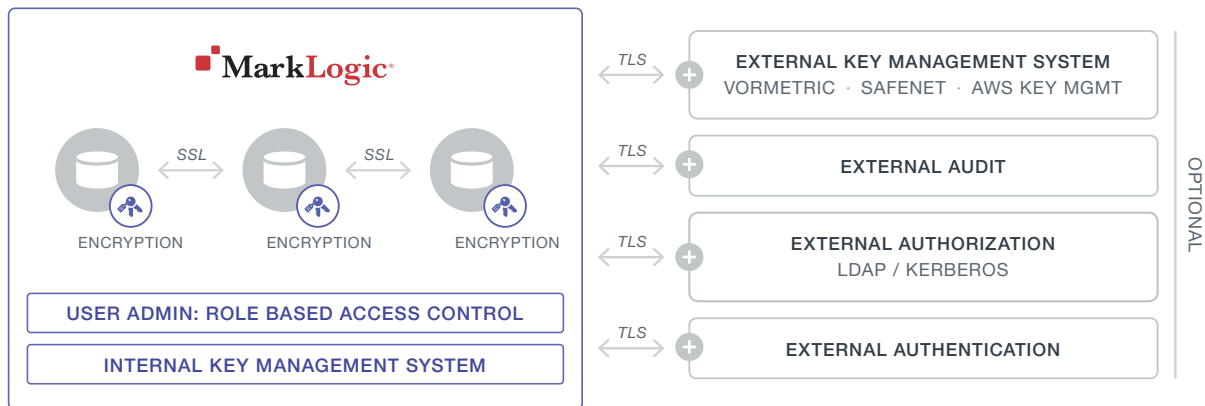 MarkLogic®
SSL
SSL
ENCRYPTION
ENCRYPTION
ENCRYPTION
USER ADMIN: ROLE BASED ACCESS CONTROL
INTERNAL KEY MANAGEMENT SYSTEM
TLS
EXTERNAL KEY MANAGEMENT SYSTEM
VORMETRIC · SAFENET · AWS KEY MGMT
TLS
EXTERNAL AUDIT
TLS
EXTERNAL AUTHORIZATION
LDAP / KERBEROS
TLS
EXTERNAL AUTHENTICATION
OPTIONAL